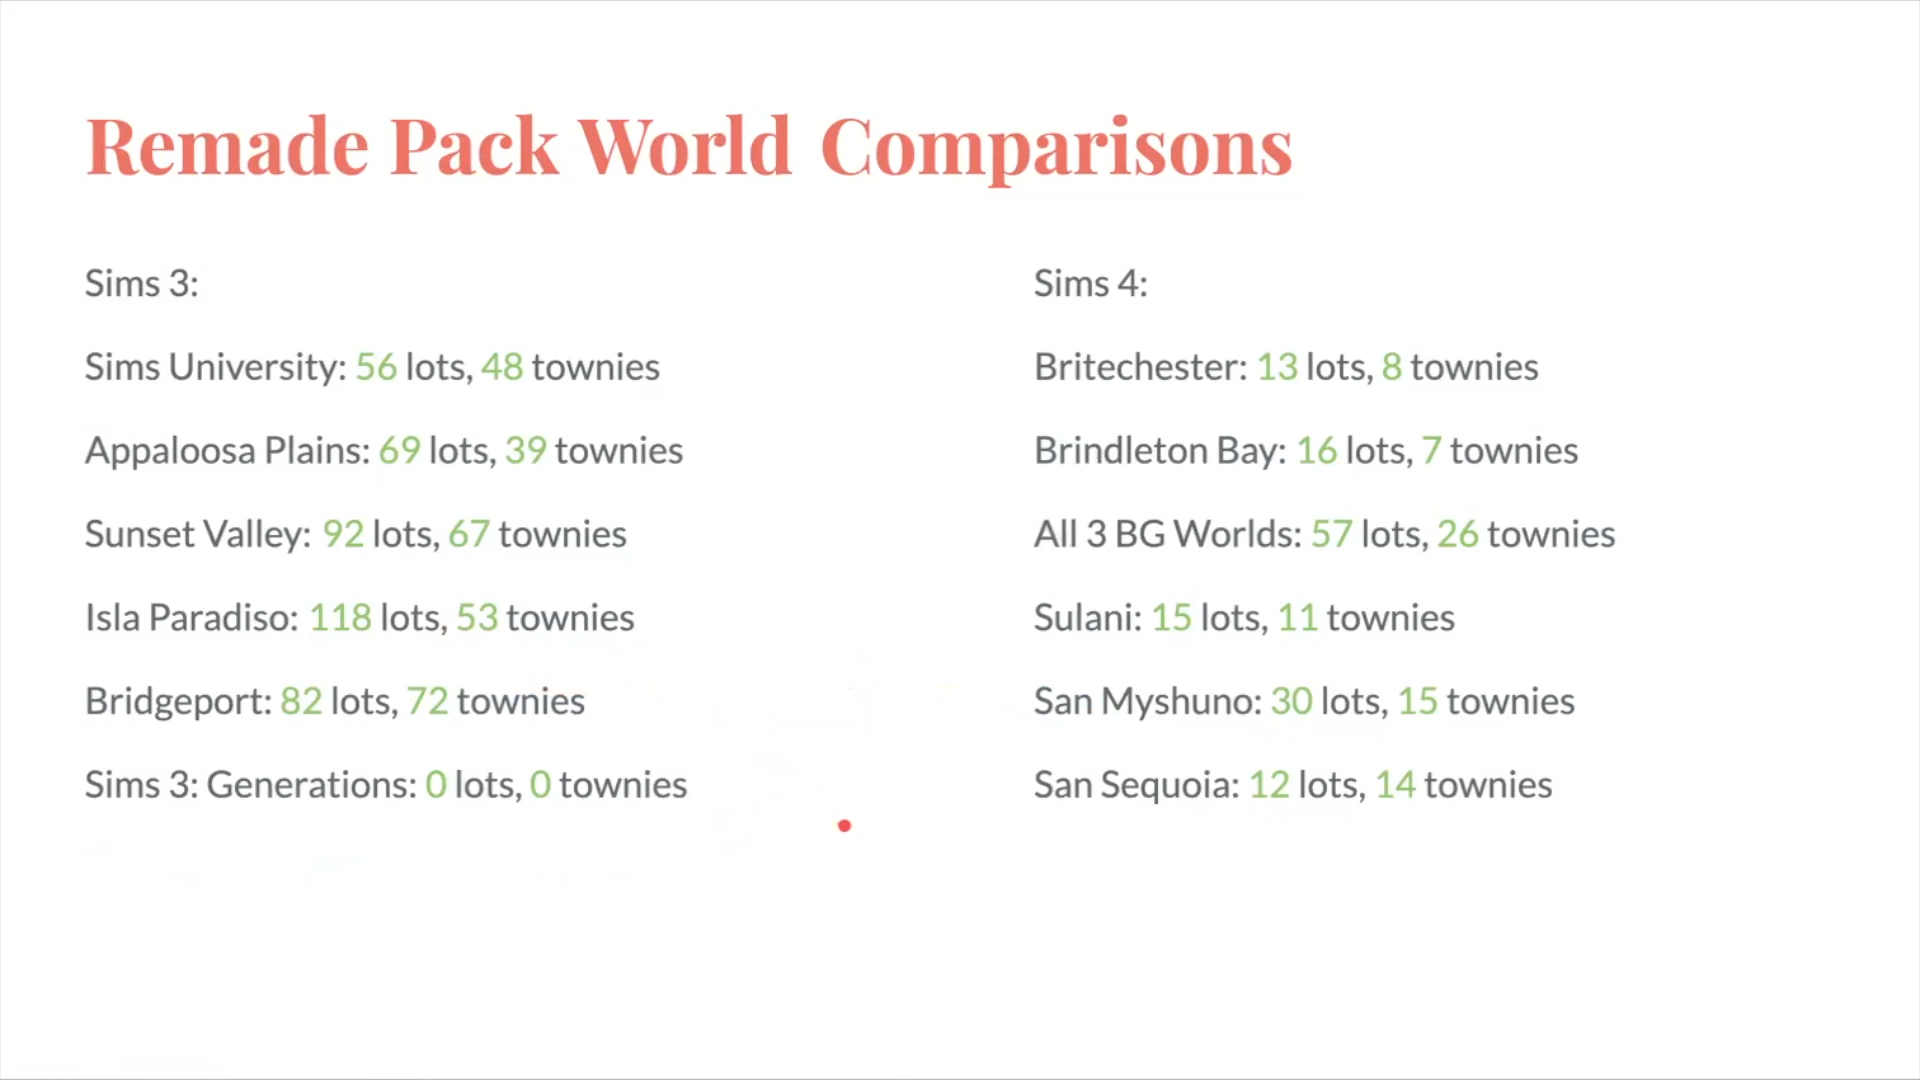 Remade Pack World Comparisons
Sims 3:
Sims University: 56 lots, 48 townies
Appaloosa Plains: 69 lots, 39 townies
Sunset Valley: 92 lots, 67 townies
Isla Paradiso: 118 lots, 53 townies
Bridgeport: 82 lots, 72 townies
Sims 3: Generations: 0 lots, 0 townies
Sims 4:
Britechester: 13 lots, 8 townies
Brindleton Bay: 16 lots, 7 townies
All 3 BG Worlds: 57 lots, 26 townies
Sulani: 15 lots, 11 townies
San Myshuno: 30 lots, 15 townies
San Sequoia: 12 lots, 14 townies